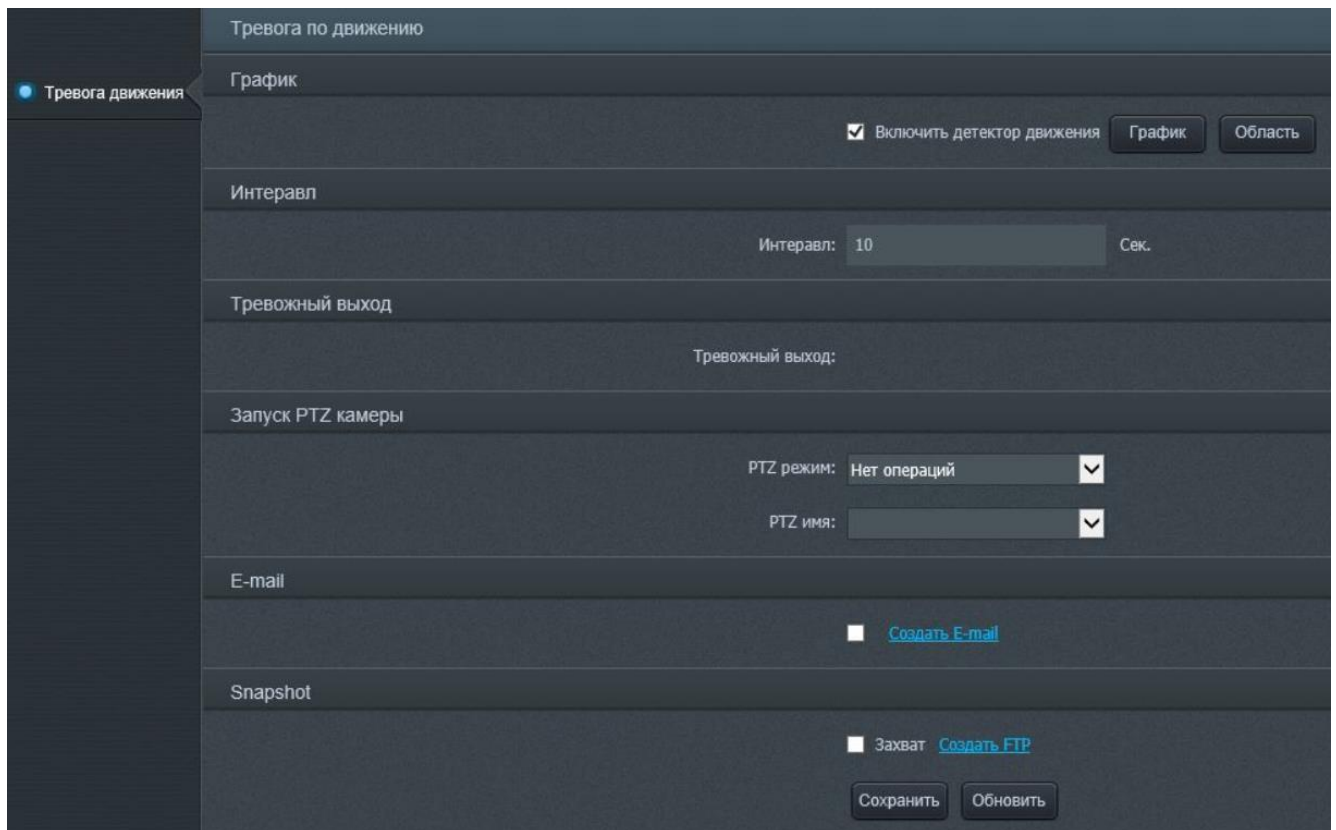 Тревога по движению
Тревога движения
График
Включить детектор движения График Область
Интеравл
Интеравл: 10 Сек.
Тревожный выход
Тревожный выход:
Запуск PTZ камеры
PTZ режим: Нет операций
PTZ имя:
E-mail
Создать E-mail
Snapshot
Захват Создать FTP
Сохранить Обновить